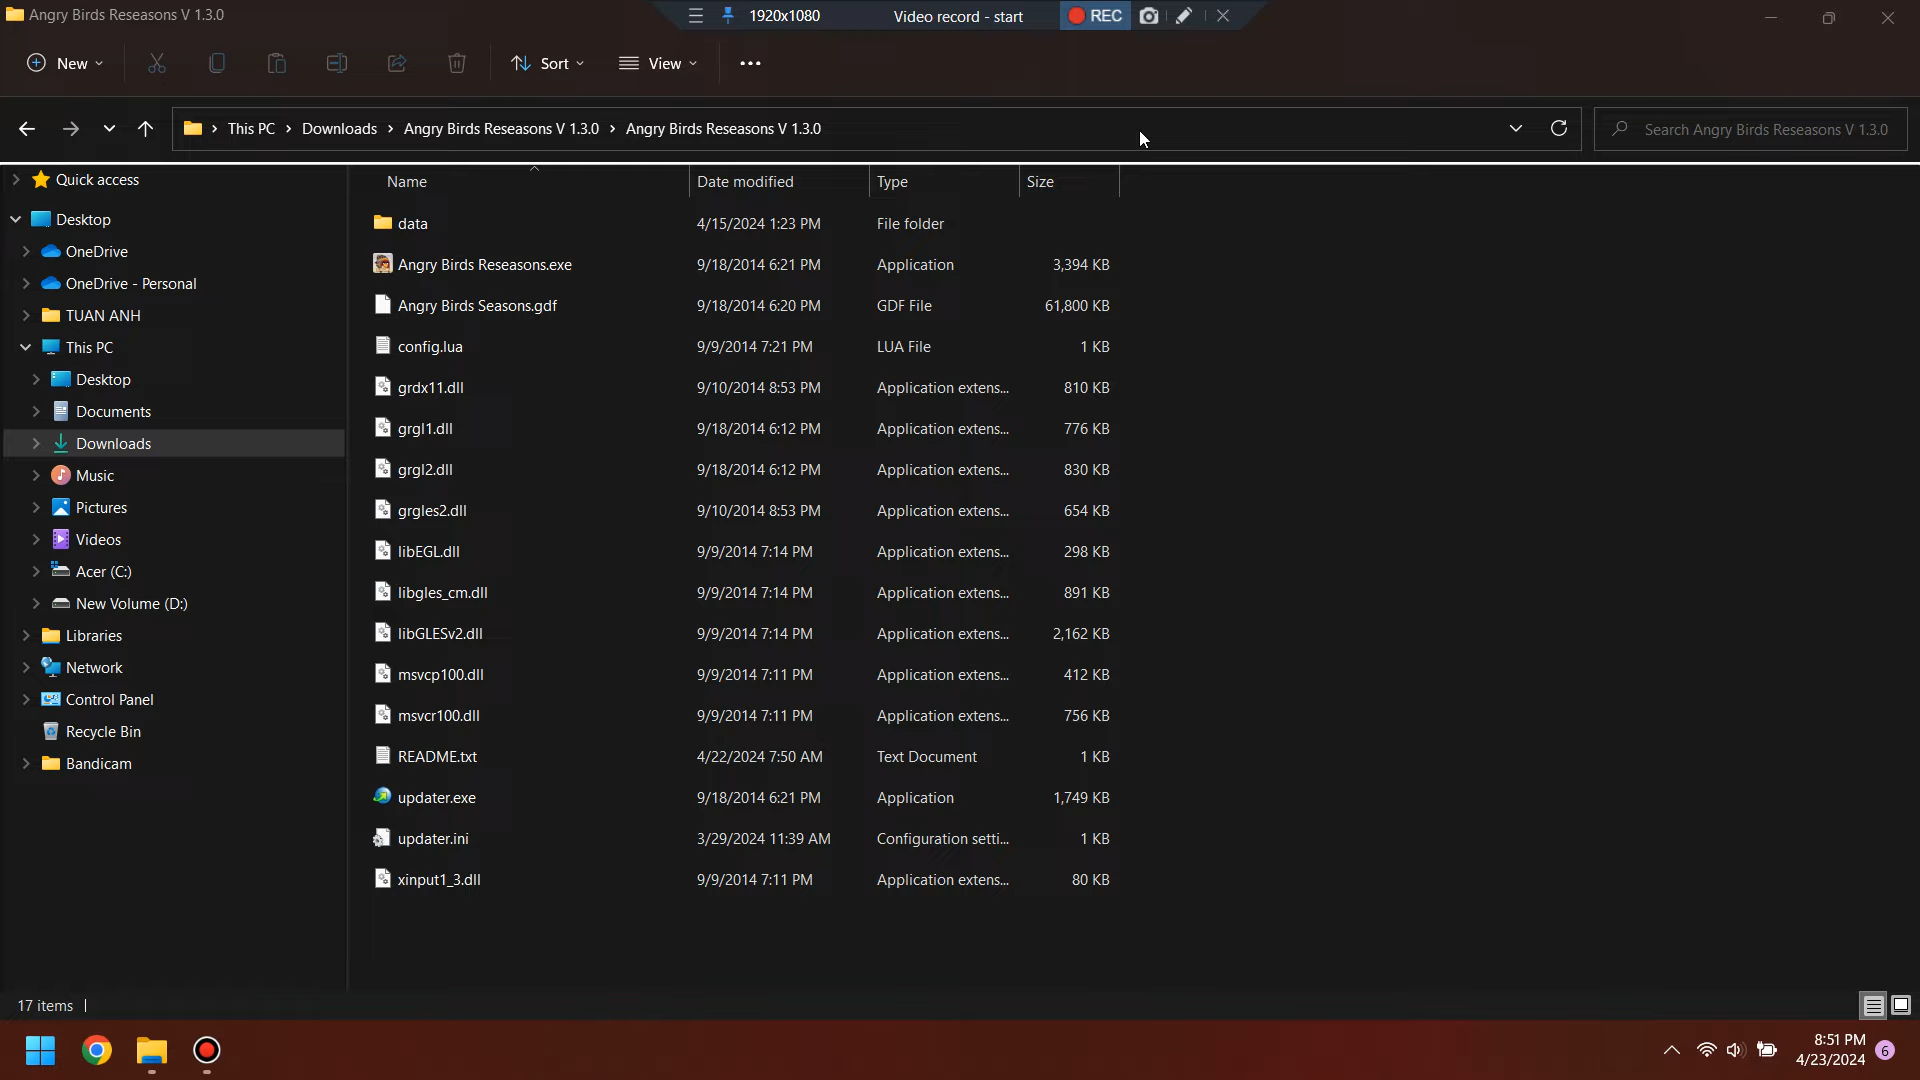 Angry Birds Reseasons V 1.3.0
1920x1080
Video record - start
REC
New
Sort
View
This PC > Downloads > Angry Birds Reseasons V 1.3.0 > Angry Birds Reseasons V 1.3.0
Search Angry Birds Reseasons V 1.3.0
Quick access
Desktop
OneDrive
OneDrive - Personal
TUAN ANH
This PC
Desktop
Documents
Downloads
Music
Pictures
Videos
Acer (C:)
New Volume (D:)
Libraries
Network
Control Panel
Recycle Bin
Bandicam
Name Date modified Type Size
data 4/15/2024 1:23 PM File folder
Angry Birds Reseasons.exe 9/18/2014 6:21 PM Application 3,394 KB
Angry Birds Seasons.gdf 9/18/2014 6:20 PM GDF File 61,800 KB
config.lua 9/9/2014 7:21 PM LUA File 1 KB
grdx11.dll 9/10/2014 8:53 PM Application extens... 810 KB
grgl1.dll 9/18/2014 6:12 PM Application extens... 776 KB
grgl2.dll 9/18/2014 6:12 PM Application extens... 830 KB
grgles2.dll 9/10/2014 8:53 PM Application extens... 654 KB
libEGL.dll 9/9/2014 7:14 PM Application extens... 298 KB
libgles_cm.dll 9/9/2014 7:14 PM Application extens... 891 KB
libGLESv2.dll 9/9/2014 7:14 PM Application extens... 2,162 KB
msvcp100.dll 9/9/2014 7:11 PM Application extens... 412 KB
msvcr100.dll 9/9/2014 7:11 PM Application extens... 756 KB
README.txt 4/22/2024 7:50 AM Text Document 1 KB
updater.exe 9/18/2014 6:21 PM Application 1,749 KB
updater.ini 3/29/2024 11:39 AM Configuration setti... 1 KB
xinput1_3.dll 9/9/2014 7:11 PM Application extens... 80 KB
17 items
8:51 PM
4/23/2024
6